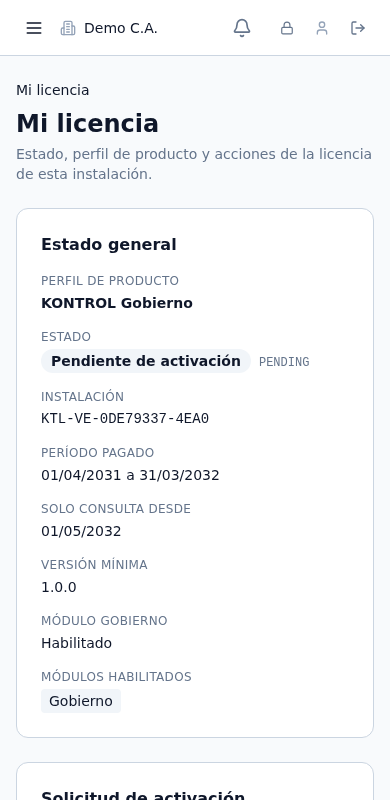 Demo C.A.
Mi licencia
Mi licencia
Estado, perfil de producto y acciones de la licencia
de esta instalación.
Estado general
PERFIL DE PRODUCTO
KONTROL Gobierno
ESTADO
Pendiente de activación PENDING
INSTALACIÓN
KTL-VE-0DE79337-4EA0
PERÍODO PAGADO
01/04/2031 a 31/03/2032
SOLO CONSULTA DESDE
01/05/2032
VERSIÓN MÍNIMA
1.0.0
MÓDULO GOBIERNO
Habilitado
MÓDULOS HABILITADOS
Gobierno
Solicitud de activación